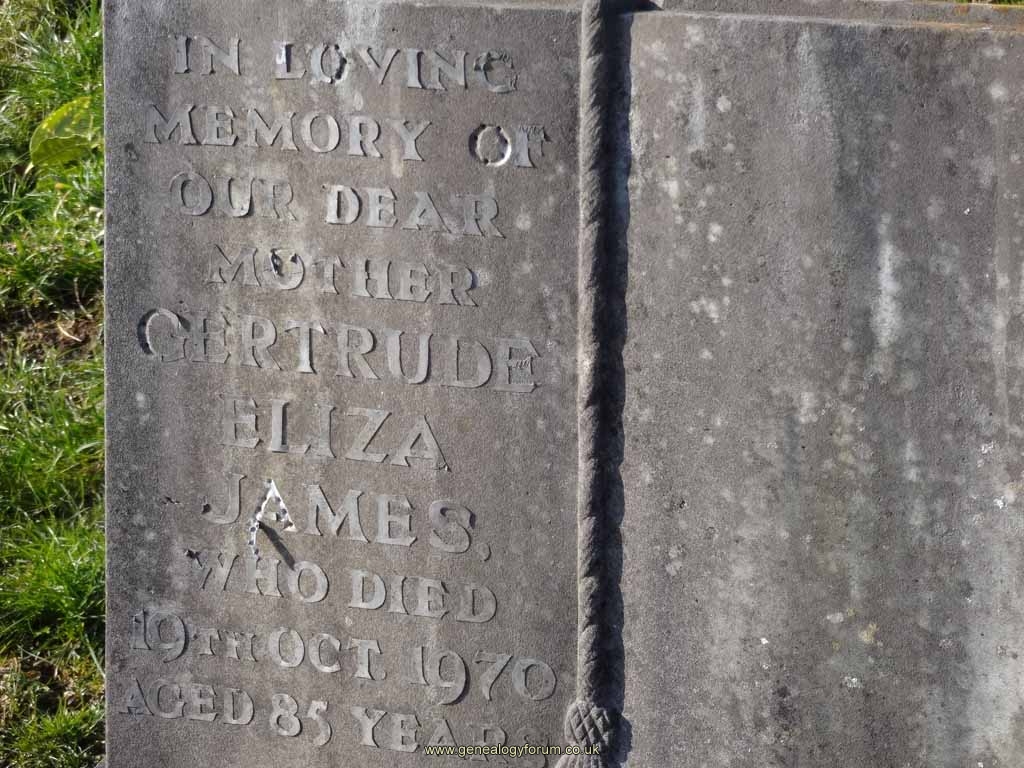 IN LOVING
MEMORY OF
OUR DEAR
MOTHER
GERTRUDE
ELIZA
JAMES,
WHO DIED
19TH OCT. 1970
AGED 85 YEARS
www.genealogyforum.co.uk